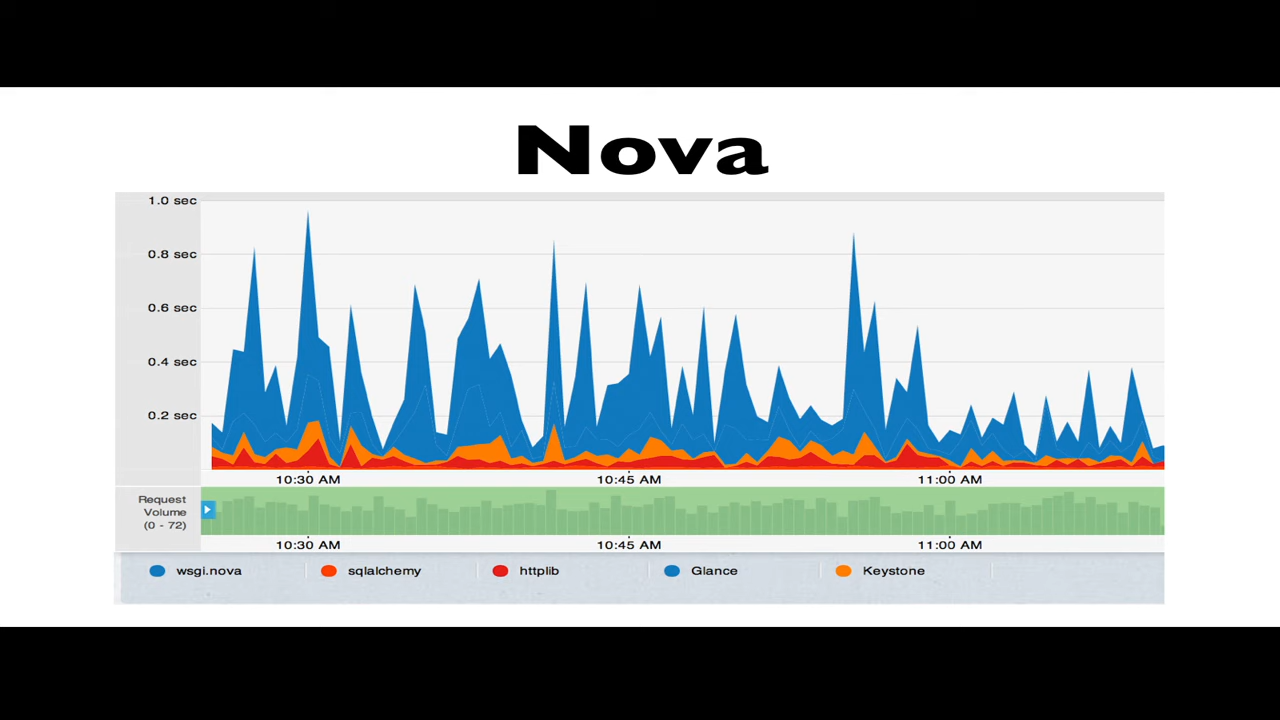 Nova
1.0 sec
0.8 sec
0.6 sec
0.4 sec
0.2 sec
10:30 AM 10:45 AM 11:00 AM
Request
Volume
(0 - 72)
10:30 AM 10:45 AM 11:00 AM
wsgi.nova sqlalchemy httplib Glance Keystone